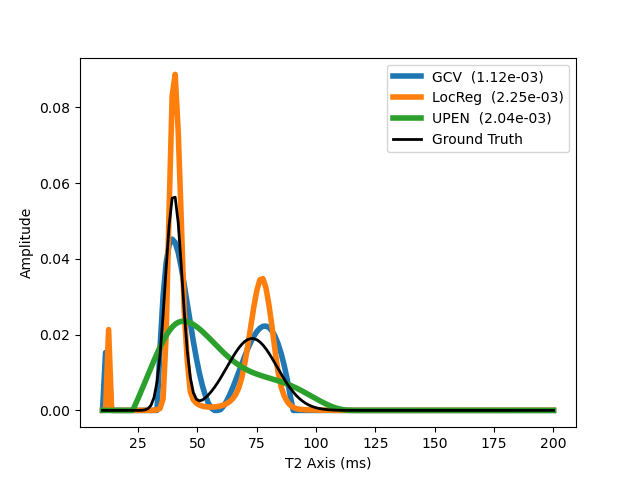 GCV  (1.12e-03)
LocReg  (2.25e-03)
UPEN  (2.04e-03)
Ground Truth
0.08
0.06
0.04
0.02
0.00
Amplitude
25 50 75 100 125 150 175 200
T2 Axis (ms)